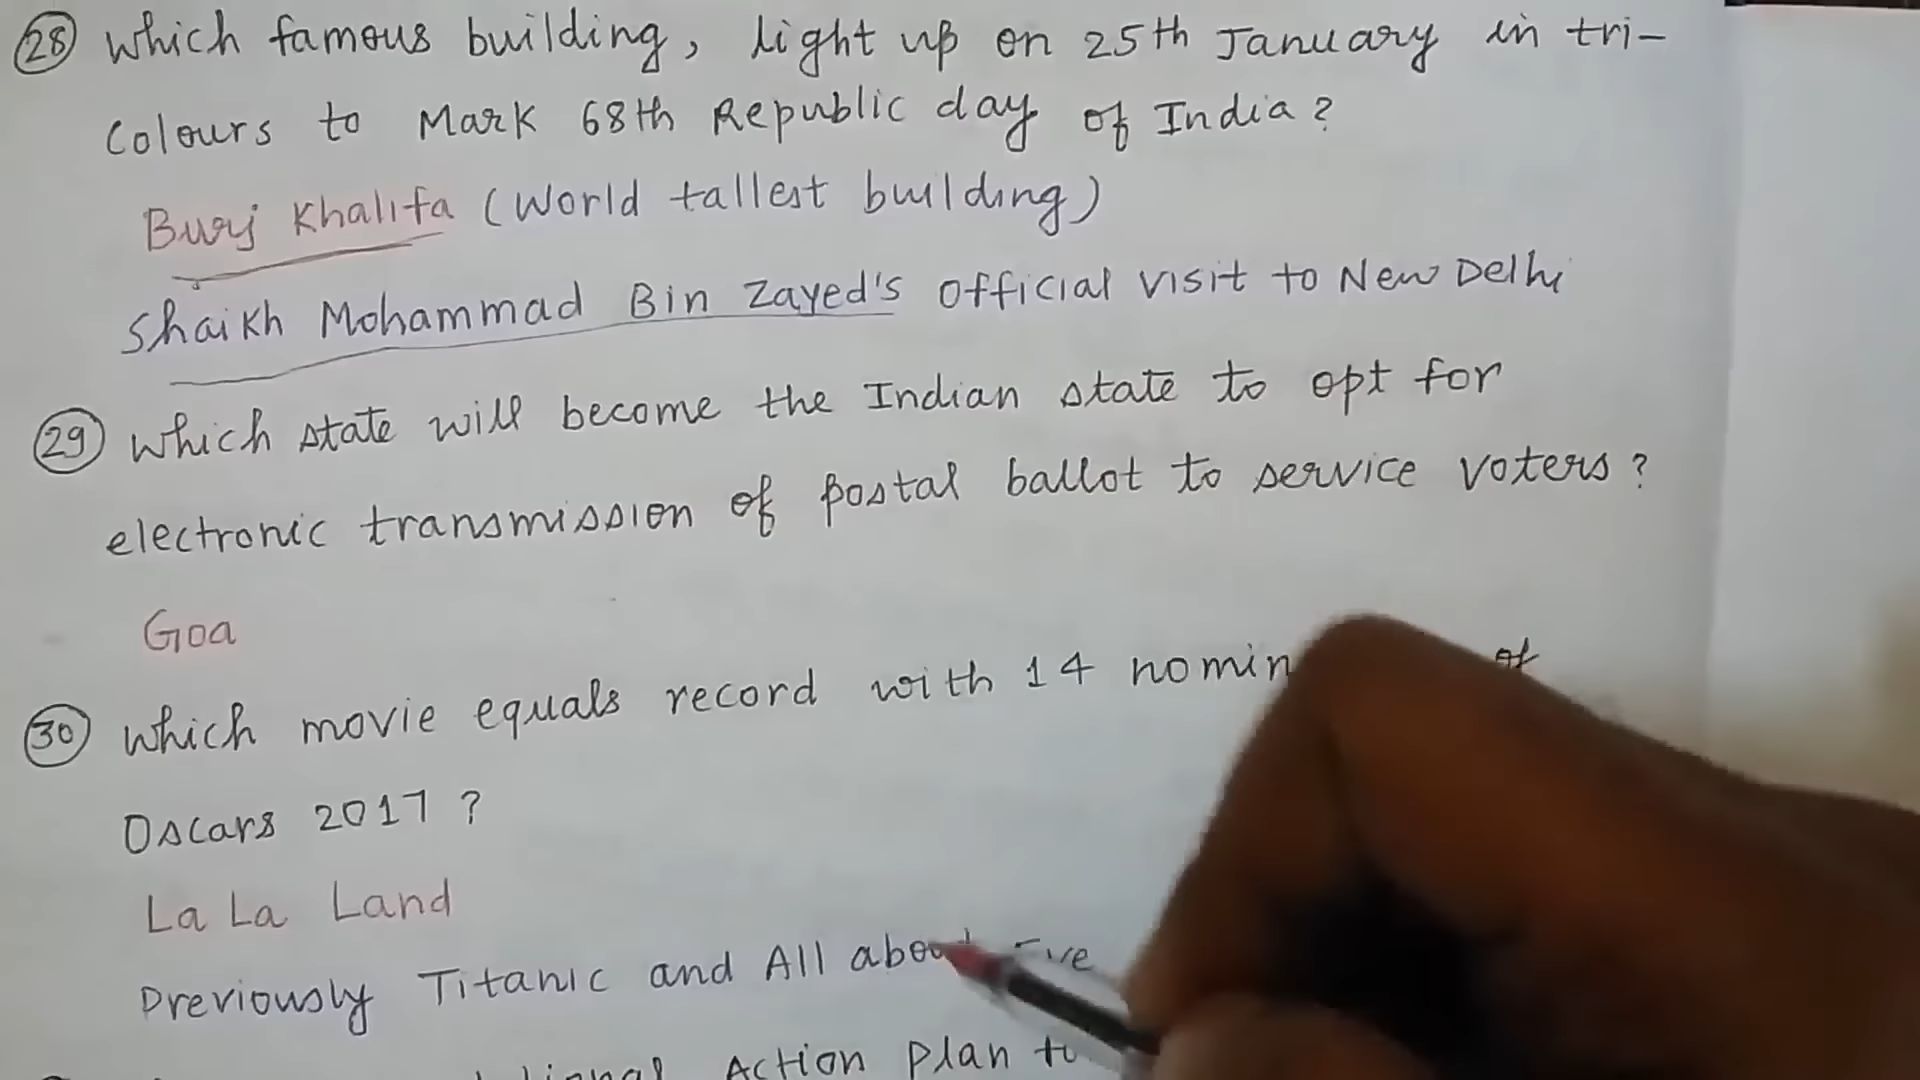 28 Which famous building, light up on 25th January in tri-
colours to Mark 68th Republic day of India?
Burj Khalifa (World tallest building)
Shaikh Mohammad Bin Zayed's official visit to New Delhi
29 Which state will become the Indian state to opt for
electronic transmission of postal ballot to service voters?
Goa
30 Which movie equals record with 14 nomin of
Oscars 2017?
La La Land
Previously Titanic and All about Eve
Action Plan to